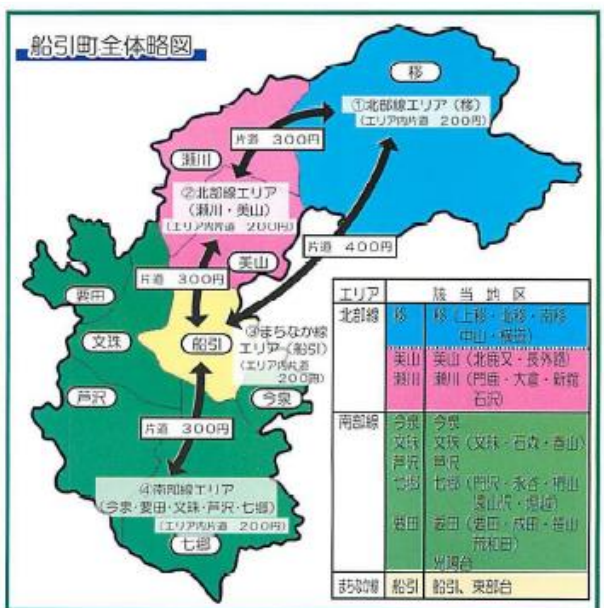 船引町全体略図
移
①北部線エリア(移)
(エリア内片道 200円)
片道 300円
瀬川
②北部線エリア
(瀬川・美山)
(エリア内片道 200円)
片道 400円
美山
片道 300円
要田
③まちなか線
エリア(船引)
(エリア内片道
200円)
船引
文珠
芦沢
今泉
片道 300円
④南部線エリア
(今泉・要田・文珠・芦沢・七郷)
(エリア内片道 200円)
七郷
エリア 該当地区
北部線 移 移(上移・北移・南移
中山・横道)
美山 美山(北鹿又・長外路)
瀬川 瀬川(門鹿・大倉・新舘
石沢)
南部線 今泉 今泉
文珠 文珠(文珠・石森・春山)
芦沢 芦沢
七郷 七郷(門沢・永谷・椚山
遠山沢・堀越)
要田 要田(要田・成田・笹山
荒和田)
光陽台
まちなか線 船引 船引、東部台